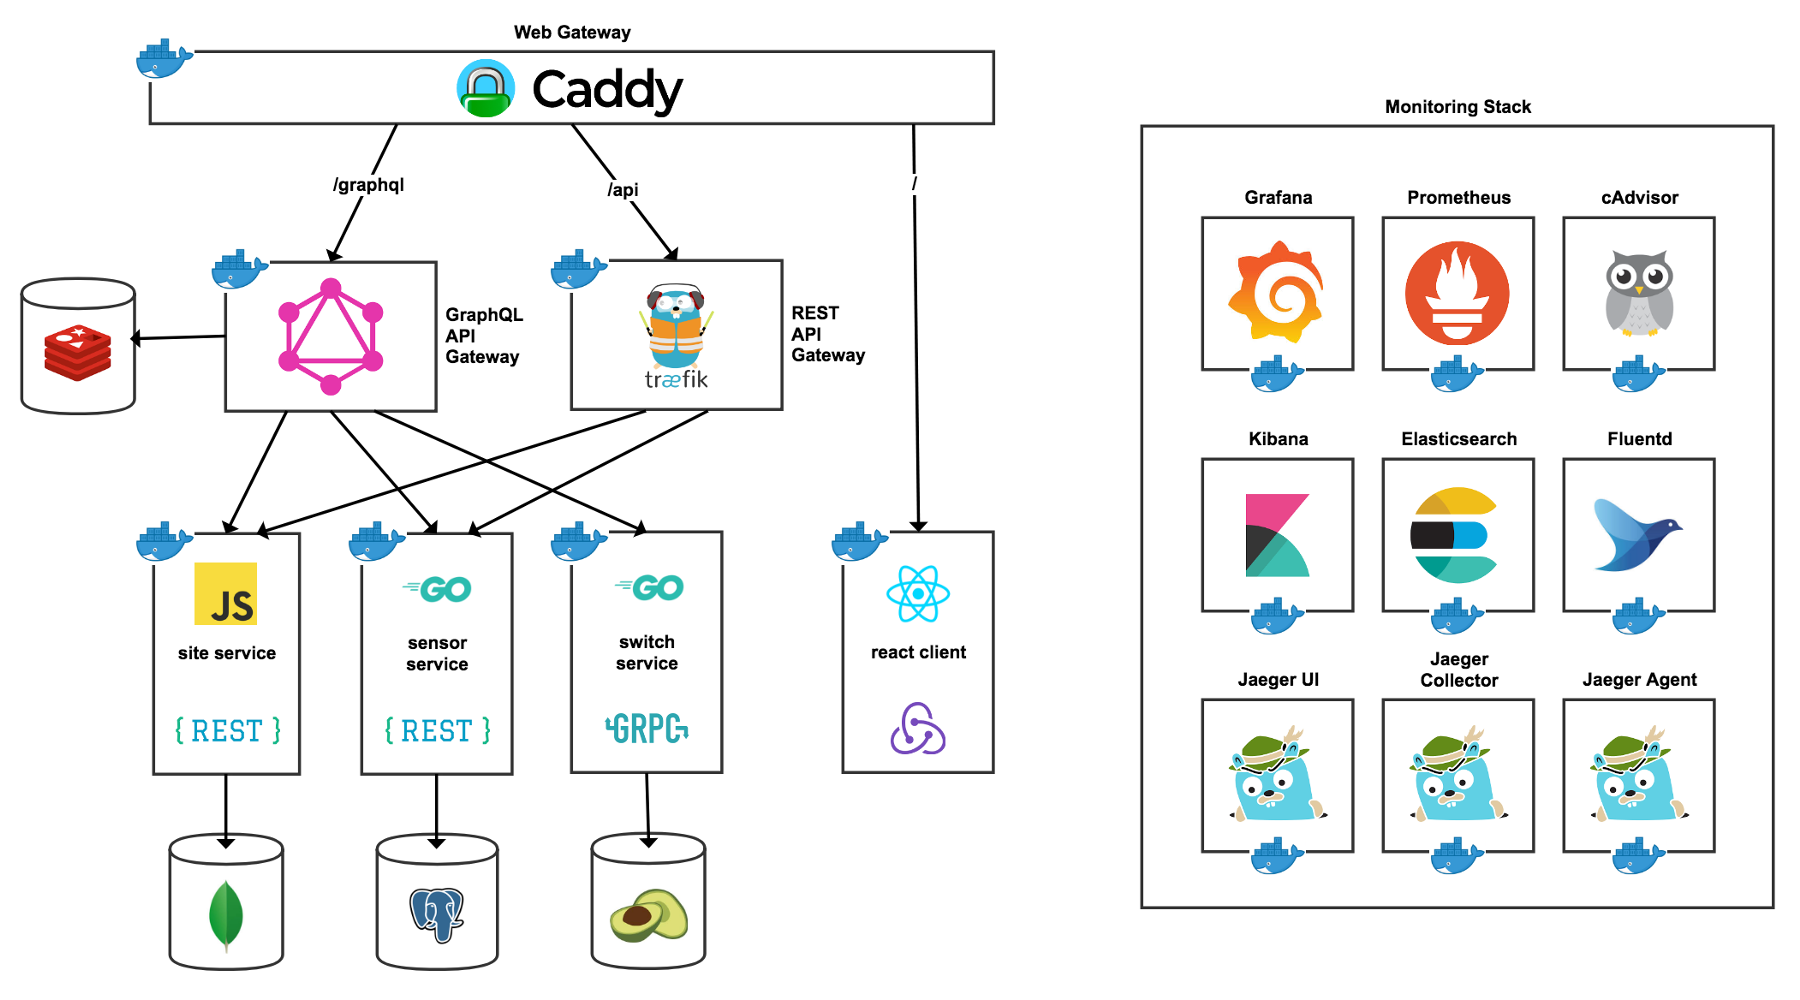 Web Gateway
Caddy
/graphql
/api
/
GraphQL
API
Gateway
træfik
REST
API
Gateway
JS
site service
{ REST }
GO
sensor
service
{ REST }
GO
switch
service
GRPC
react client
Monitoring Stack
Grafana
Prometheus
cAdvisor
Kibana
Elasticsearch
Fluentd
Jaeger UI
Jaeger
Collector
Jaeger Agent